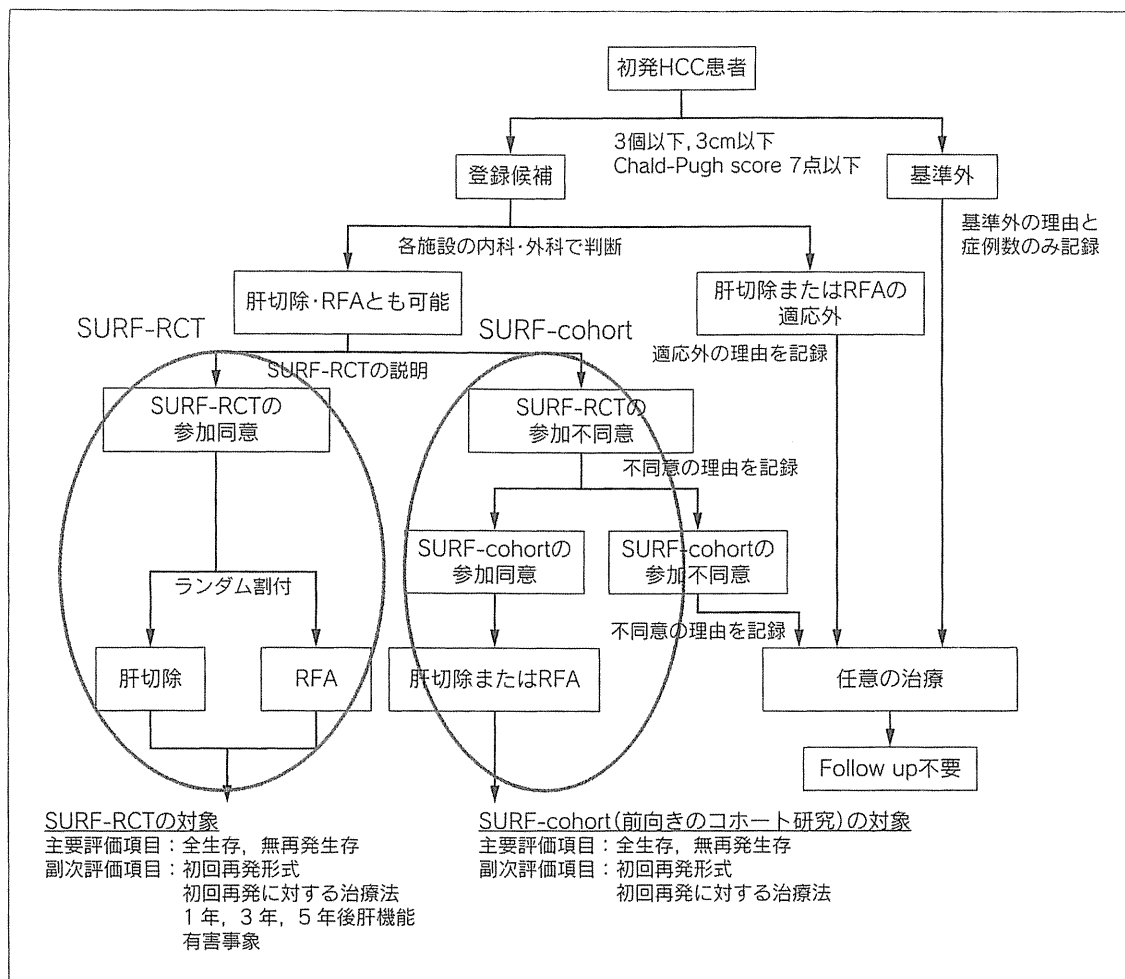 初発HCC患者
3個以下, 3cm以下
Chald-Pugh score 7点以下
登録候補
基準外
基準外の理由と
症例数のみ記録
各施設の内科・外科で判断
肝切除・RFAとも可能
肝切除またはRFAの
適応外
SURF-RCT
SURF-cohort
適応外の理由を記録
SURF-RCTの説明
SURF-RCTの
参加同意
SURF-RCTの
参加不同意
不同意の理由を記録
SURF-cohortの
参加同意
SURF-cohortの
参加不同意
ランダム割付
不同意の理由を記録
肝切除
RFA
肝切除またはRFA
任意の治療
Follow up不要
SURF-RCTの対象
主要評価項目：全生存, 無再発生存
副次評価項目：初回再発形式
初回再発に対する治療法
1年, 3年, 5年後肝機能
有害事象
SURF-cohort(前向きのコホート研究)の対象
主要評価項目：全生存, 無再発生存
副次評価項目：初回再発形式
初回再発に対する治療法